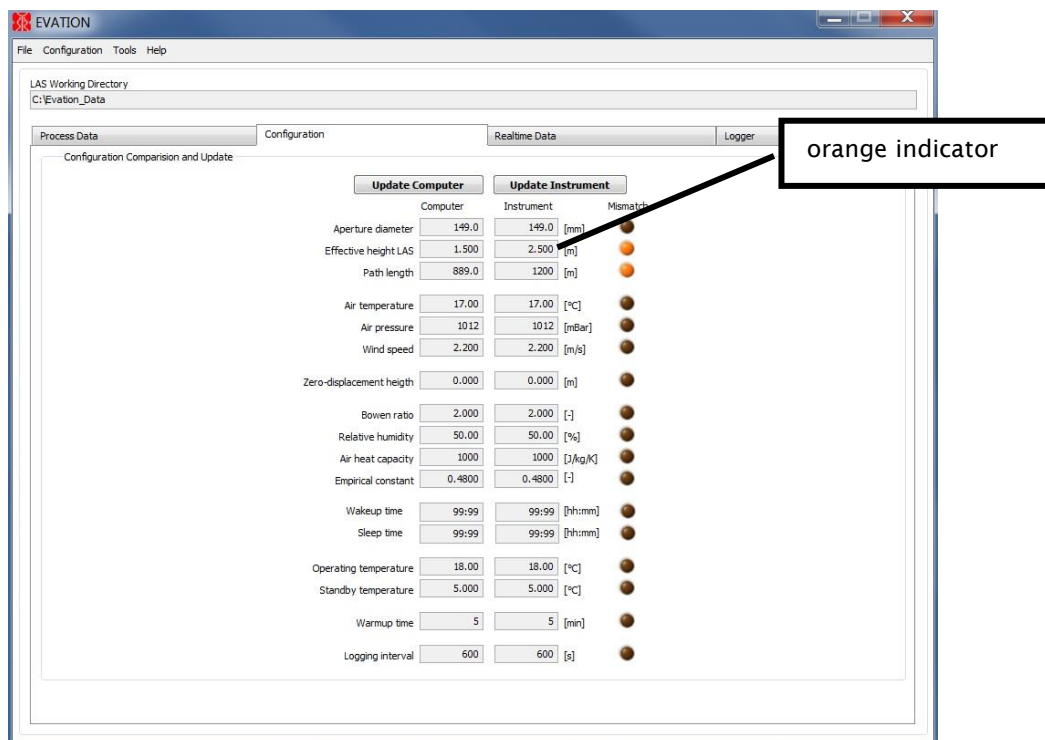 EVATION
File Configuration Tools Help
LAS Working Directory
C:\Evation_Data
Process Data Configuration Realtime Data Logger
orange indicator
Configuration Comparision and Update
Update Computer Update Instrument
Computer Instrument Mismatch
Aperture diameter 149.0 149.0 [mm]
Effective height LAS 1.500 2.500 [m]
Path length 889.0 1200 [m]
Air temperature 17.00 17.00 [°C]
Air pressure 1012 1012 [mBar]
Wind speed 2.200 2.200 [m/s]
Zero-displacement heigth 0.000 0.000 [m]
Bowen ratio 2.000 2.000 [-]
Relative humidity 50.00 50.00 [%]
Air heat capacity 1000 1000 [J/kg/K]
Empirical constant 0.4800 0.4800 [-]
Wakeup time 99:99 99:99 [hh:mm]
Sleep time 99:99 99:99 [hh:mm]
Operating temperature 18.00 18.00 [°C]
Standby temperature 5.000 5.000 [°C]
Warmup time 5 5 [min]
Logging interval 600 600 [s]